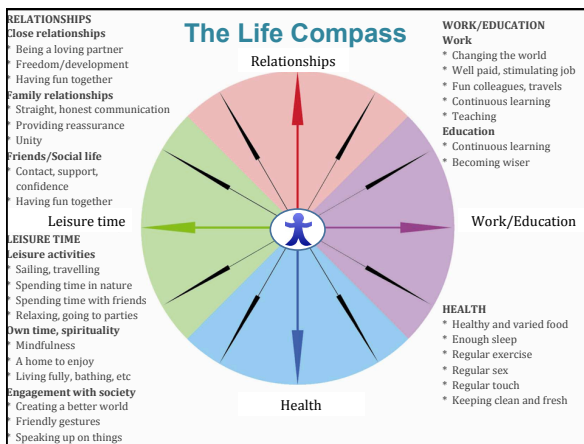 The Life Compass
RELATIONSHIPS
Close relationships
* Being a loving partner
* Freedom/development
* Having fun together
Family relationships
* Straight, honest communication
* Providing reassurance
* Unity
Friends/Social life
* Contact, support,
confidence
* Having fun together
Relationships
WORK/EDUCATION
Work
* Changing the world
* Well paid, stimulating job
* Fun colleagues, travels
* Continuous learning
* Teaching
Education
* Continuous learning
* Becoming wiser
Leisure time
Work/Education
LEISURE TIME
Leisure activities
* Sailing, travelling
* Spending time in nature
* Spending time with friends
* Relaxing, going to parties
Own time, spirituality
* Mindfulness
* A home to enjoy
* Living fully, bathing, etc
Engagement with society
* Creating a better world
* Friendly gestures
* Speaking up on things
Health
HEALTH
* Healthy and varied food
* Enough sleep
* Regular exercise
* Regular sex
* Regular touch
* Keeping clean and fresh